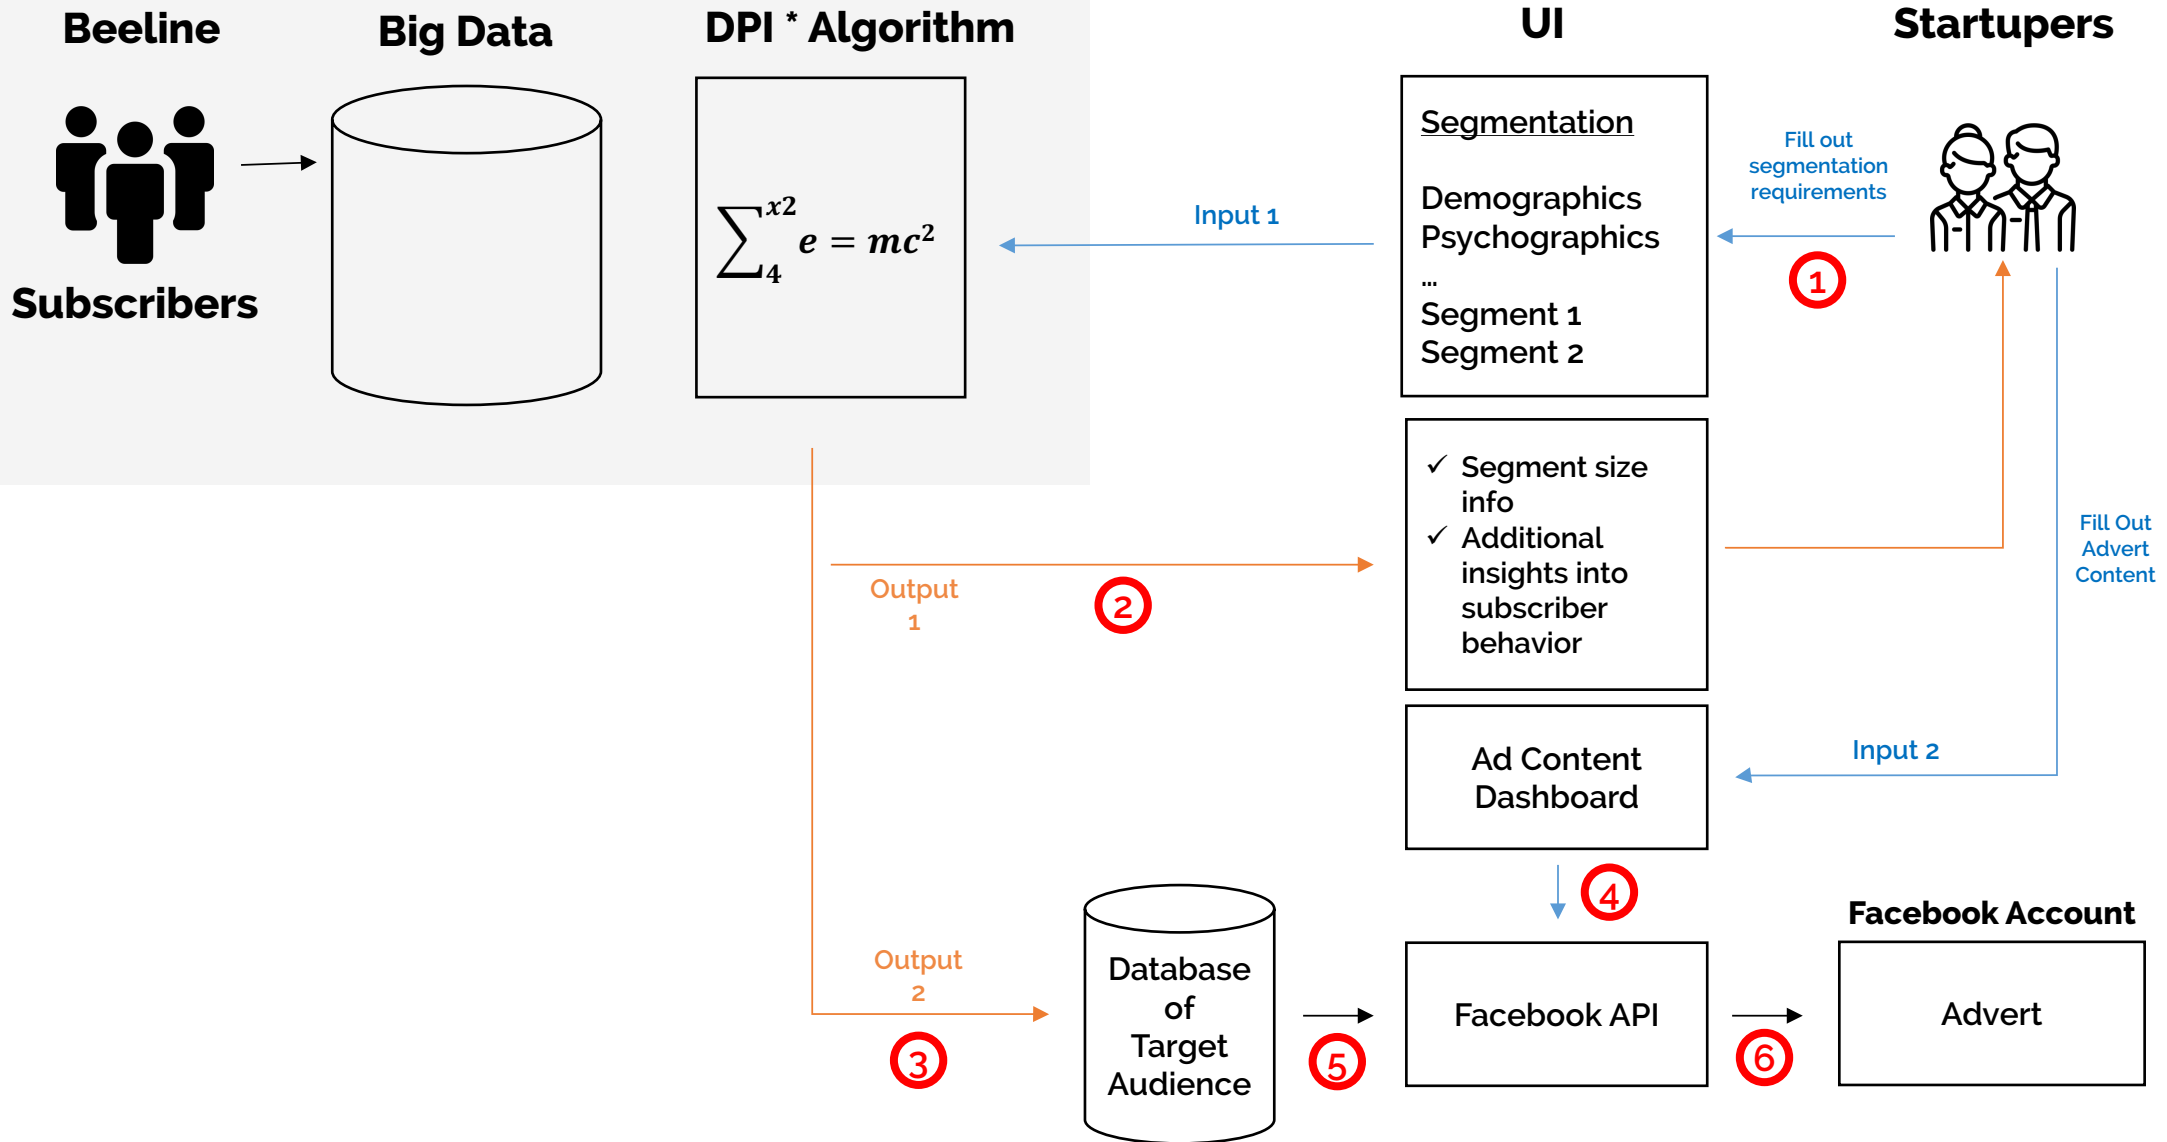 Beeline
Big Data
DPI * Algorithm
UI
Startupers
Subscribers
∑₄ˣ² e = mc²
Input 1
Segmentation
Demographics
Psychographics
...
Segment 1
Segment 2
Fill out
segmentation
requirements
1
✓ Segment size
info
✓ Additional
insights into
subscriber
behavior
Output
1
2
Fill Out
Advert
Content
Ad Content
Dashboard
Input 2
4
Output
2
3
Database
of
Target
Audience
5
Facebook API
6
Facebook Account
Advert